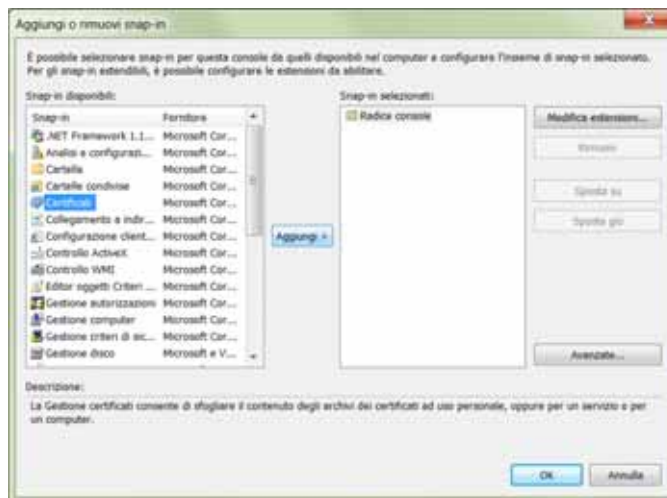 Aggiungi o rimuovi snap-in
È possibile selezionare snap-in per questa console da quelli disponibili nel computer e configurare l'insieme di snap-in selezionato.
Per gli snap-in estendibili, è possibile configurare le estensioni da abilitare.
Snap-in disponibili:
Snap-in selezionati:
Snap-in Fornitore
.NET Framework 1.1... Microsoft Cor...
Analisi e configurazi... Microsoft Cor...
Cartella Microsoft Cor...
Cartelle condivise Microsoft Cor...
Certificati Microsoft Cor...
Collegamento a indir... Microsoft Cor...
Configurazione client... Microsoft Cor...
Controllo ActiveX Microsoft Cor...
Controllo WMI Microsoft Cor...
Editor oggetti Criteri ... Microsoft Cor...
Gestione autorizzazioni Microsoft Cor...
Gestione computer Microsoft Cor...
Gestione criteri di sic... Microsoft Cor...
Gestione disco Microsoft e V...
Aggiungi >
Radice console
Modifica estensioni...
Rimuovi
Sposta su
Sposta giù
Avanzate...
Descrizione:
La Gestione certificati consente di sfogliare il contenuto degli archivi dei certificati ad uso personale, oppure per un servizio o per
un computer.
OK Annulla